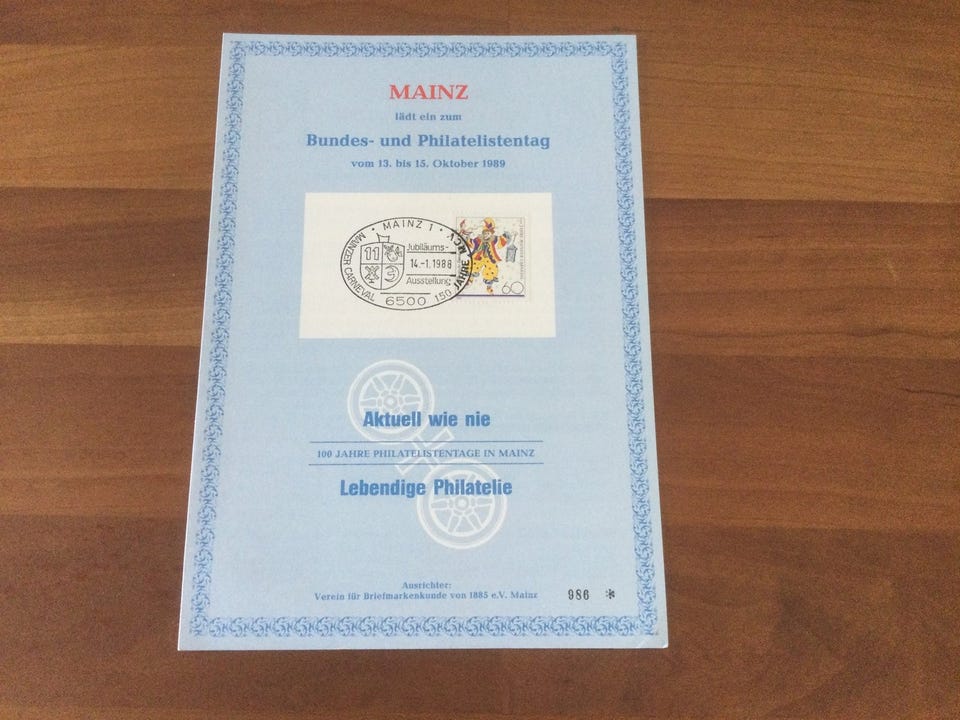 MAINZ
lädt ein zum
Bundes- und Philatelistentag
vom 13. bis 15. Oktober 1989
· MAINZ 1 ·
MAINZER CARNEVAL
11
Jubiläums-
14.-1.1988
Ausstellung
6500
150 JAHRE MCV
60
Aktuell wie nie
100 JAHRE PHILATELISTENTAGE IN MAINZ
Lebendige Philatelie
Ausrichter:
Verein für Briefmarkenkunde von 1885 e.V. Mainz
986 *